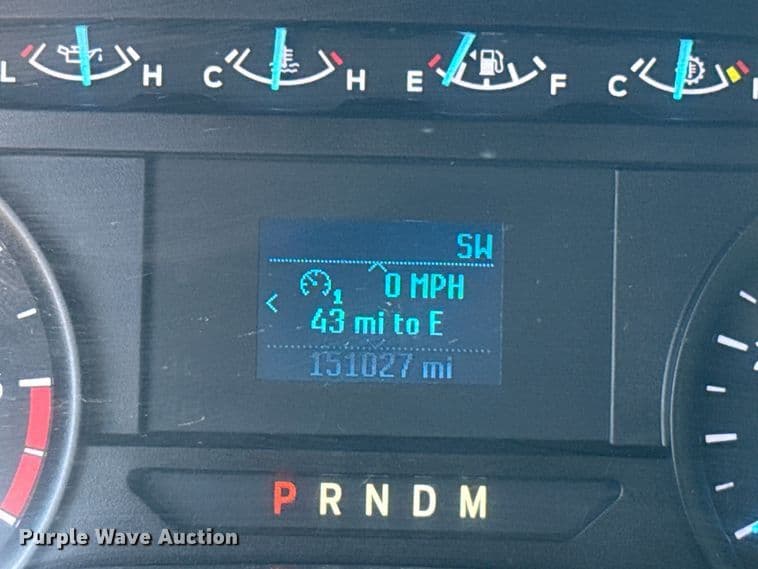 L H C H E F C
SW
1 0 MPH
43 mi to E
151027 mi
P R N D M
Purple Wave Auction